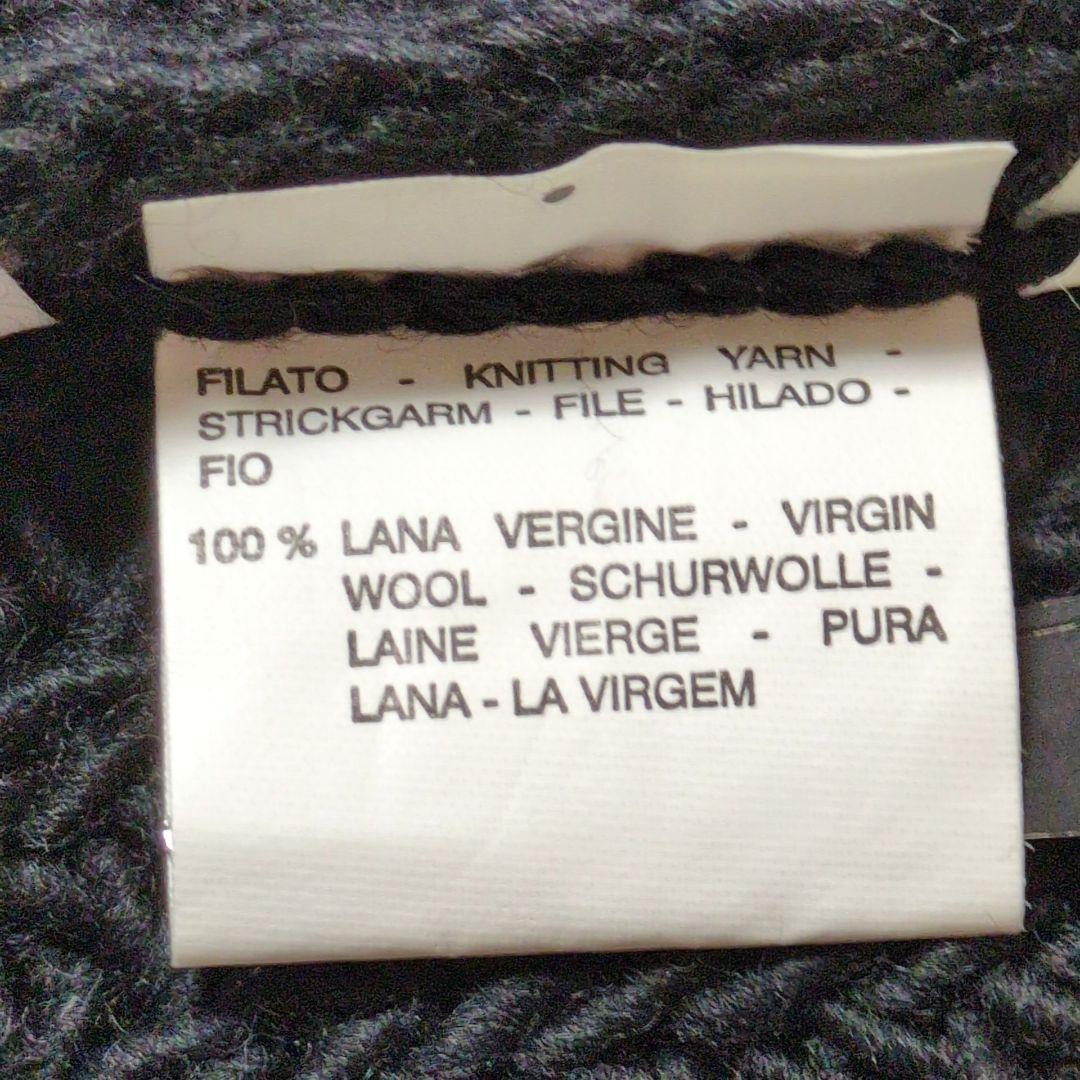 FILATO - KNITTING YARN -
STRICKGARM - FILE - HILADO -
FIO
100 % LANA VERGINE - VIRGIN
WOOL - SCHURWOLLE -
LAINE VIERGE - PURA
LANA - LA VIRGEM